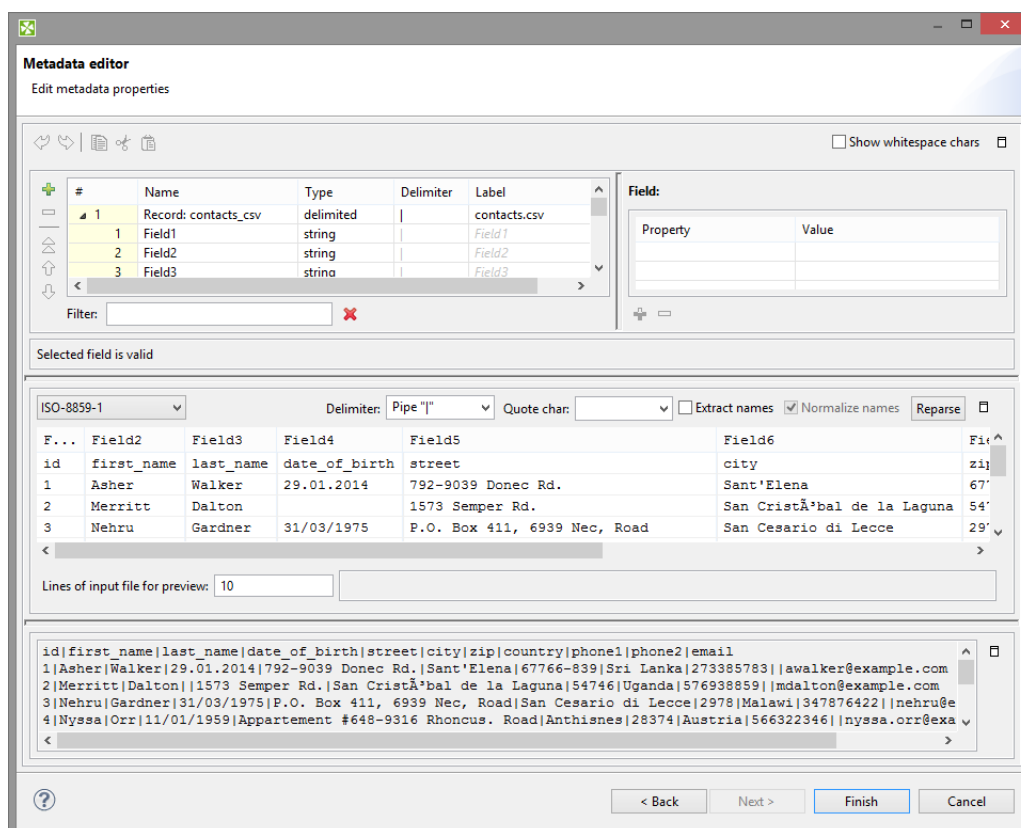 Metadata editor
Edit metadata properties
Show whitespace chars
# Name Type Delimiter Label
1 Record: contacts_csv delimited | contacts.csv
1 Field1 string | Field1
2 Field2 string | Field2
3 Field3 string | Field3
Filter:
Field:
Property Value
Selected field is valid
ISO-8859-1 Delimiter: Pipe "|" Quote char: Extract names Normalize names Reparse
F... Field2 Field3 Field4 Field5 Field6
id first_name last_name date_of_birth street city zip
1 Asher Walker 29.01.2014 792-9039 Donec Rd. Sant'Elena 67
2 Merritt Dalton 1573 Semper Rd. San CristÃ³bal de la Laguna 54
3 Nehru Gardner 31/03/1975 P.O. Box 411, 6939 Nec, Road San Cesario di Lecce 29
Lines of input file for preview: 10
id|first_name|last_name|date_of_birth|street|city|zip|country|phone1|phone2|email
1|Asher|Walker|29.01.2014|792-9039 Donec Rd.|Sant'Elena|67766-839|Sri Lanka|273385783||awalker@example.com
2|Merritt|Dalton||1573 Semper Rd.|San CristÃ³bal de la Laguna|54746|Uganda|576938859||mdalton@example.com
3|Nehru|Gardner|31/03/1975|P.O. Box 411, 6939 Nec, Road|San Cesario di Lecce|2978|Malawi|347876422||nehru@e
4|Nyssa|Orr|11/01/1959|Appartement #648-9316 Rhoncus. Road|Anthisnes|28374|Austria|566322346||nyssa.orr@exa
< Back Next > Finish Cancel